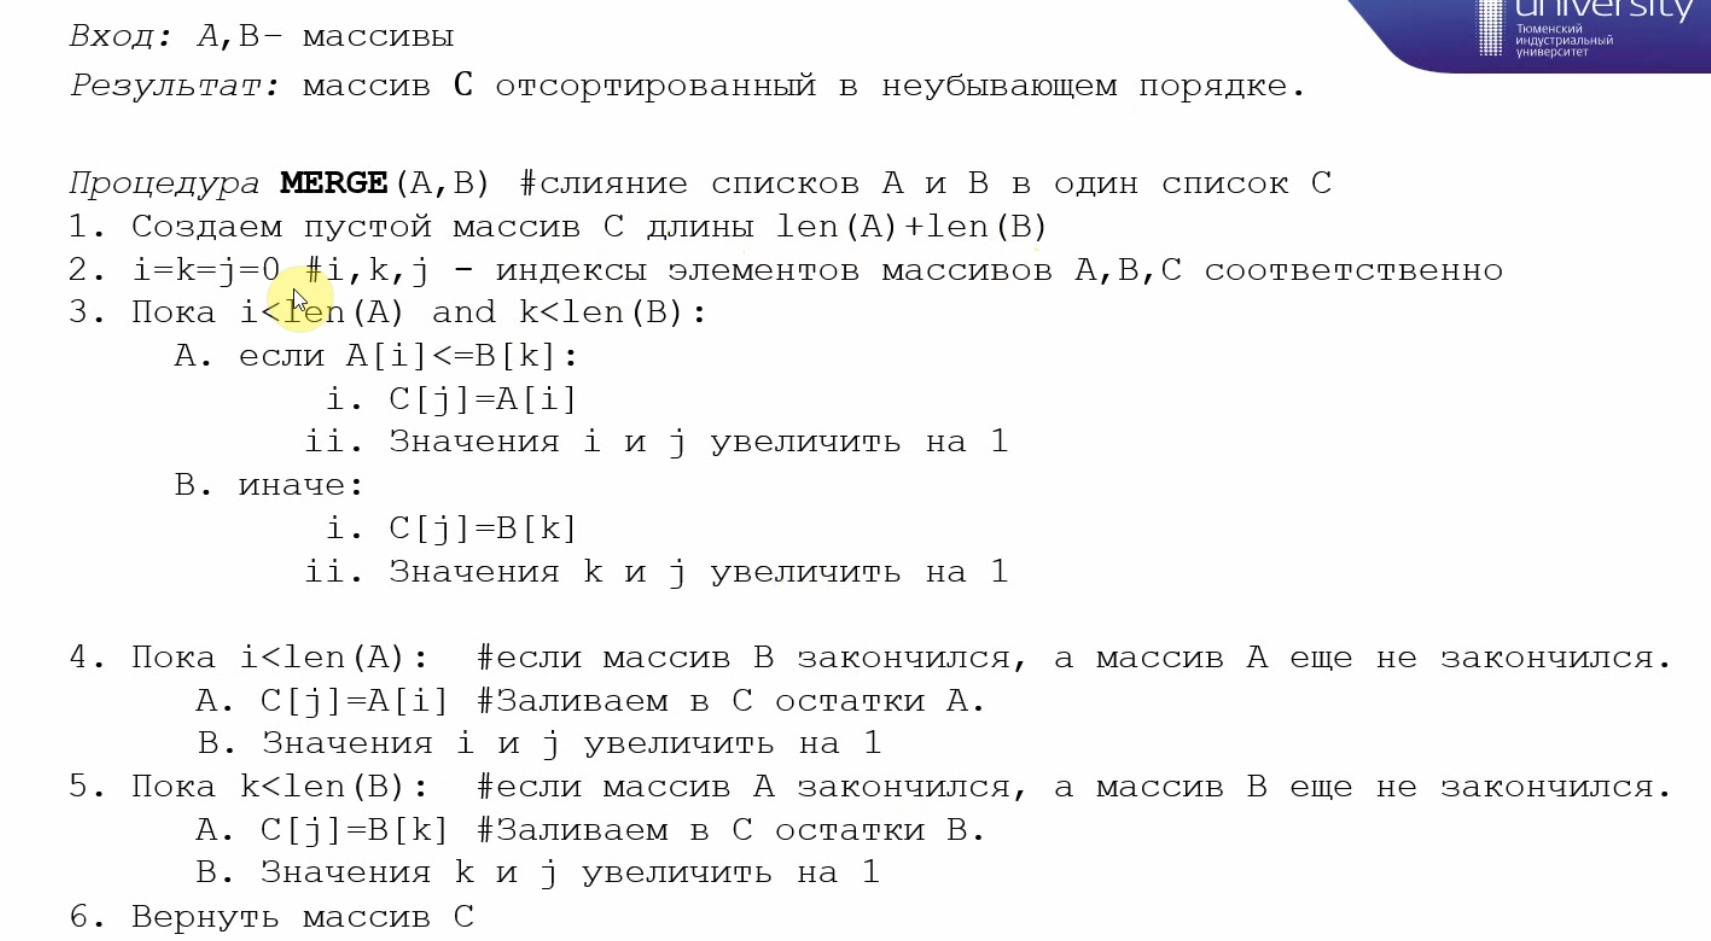 university
Тюменский
индустриальный
университет
Вход: A,B– массивы
Результат: массив C отсортированный в неубывающем порядке.
Процедура MERGE(A,B) #слияние списков A и B в один список C
1. Создаем пустой массив C длины len(A)+len(B)
2. i=k=j=0 #i,k,j - индексы элементов массивов A,B,C соответственно
3. Пока i<len(A) and k<len(B):
A. если A[i]<=B[k]:
i. C[j]=A[i]
ii. Значения i и j увеличить на 1
B. иначе:
i. C[j]=B[k]
ii. Значения k и j увеличить на 1
4. Пока i<len(A): #если массив B закончился, а массив A еще не закончился.
A. C[j]=A[i] #Заливаем в C остатки A.
B. Значения i и j увеличить на 1
5. Пока k<len(B): #если массив A закончился, а массив B еще не закончился.
A. C[j]=B[k] #Заливаем в C остатки B.
B. Значения k и j увеличить на 1
6. Вернуть массив C